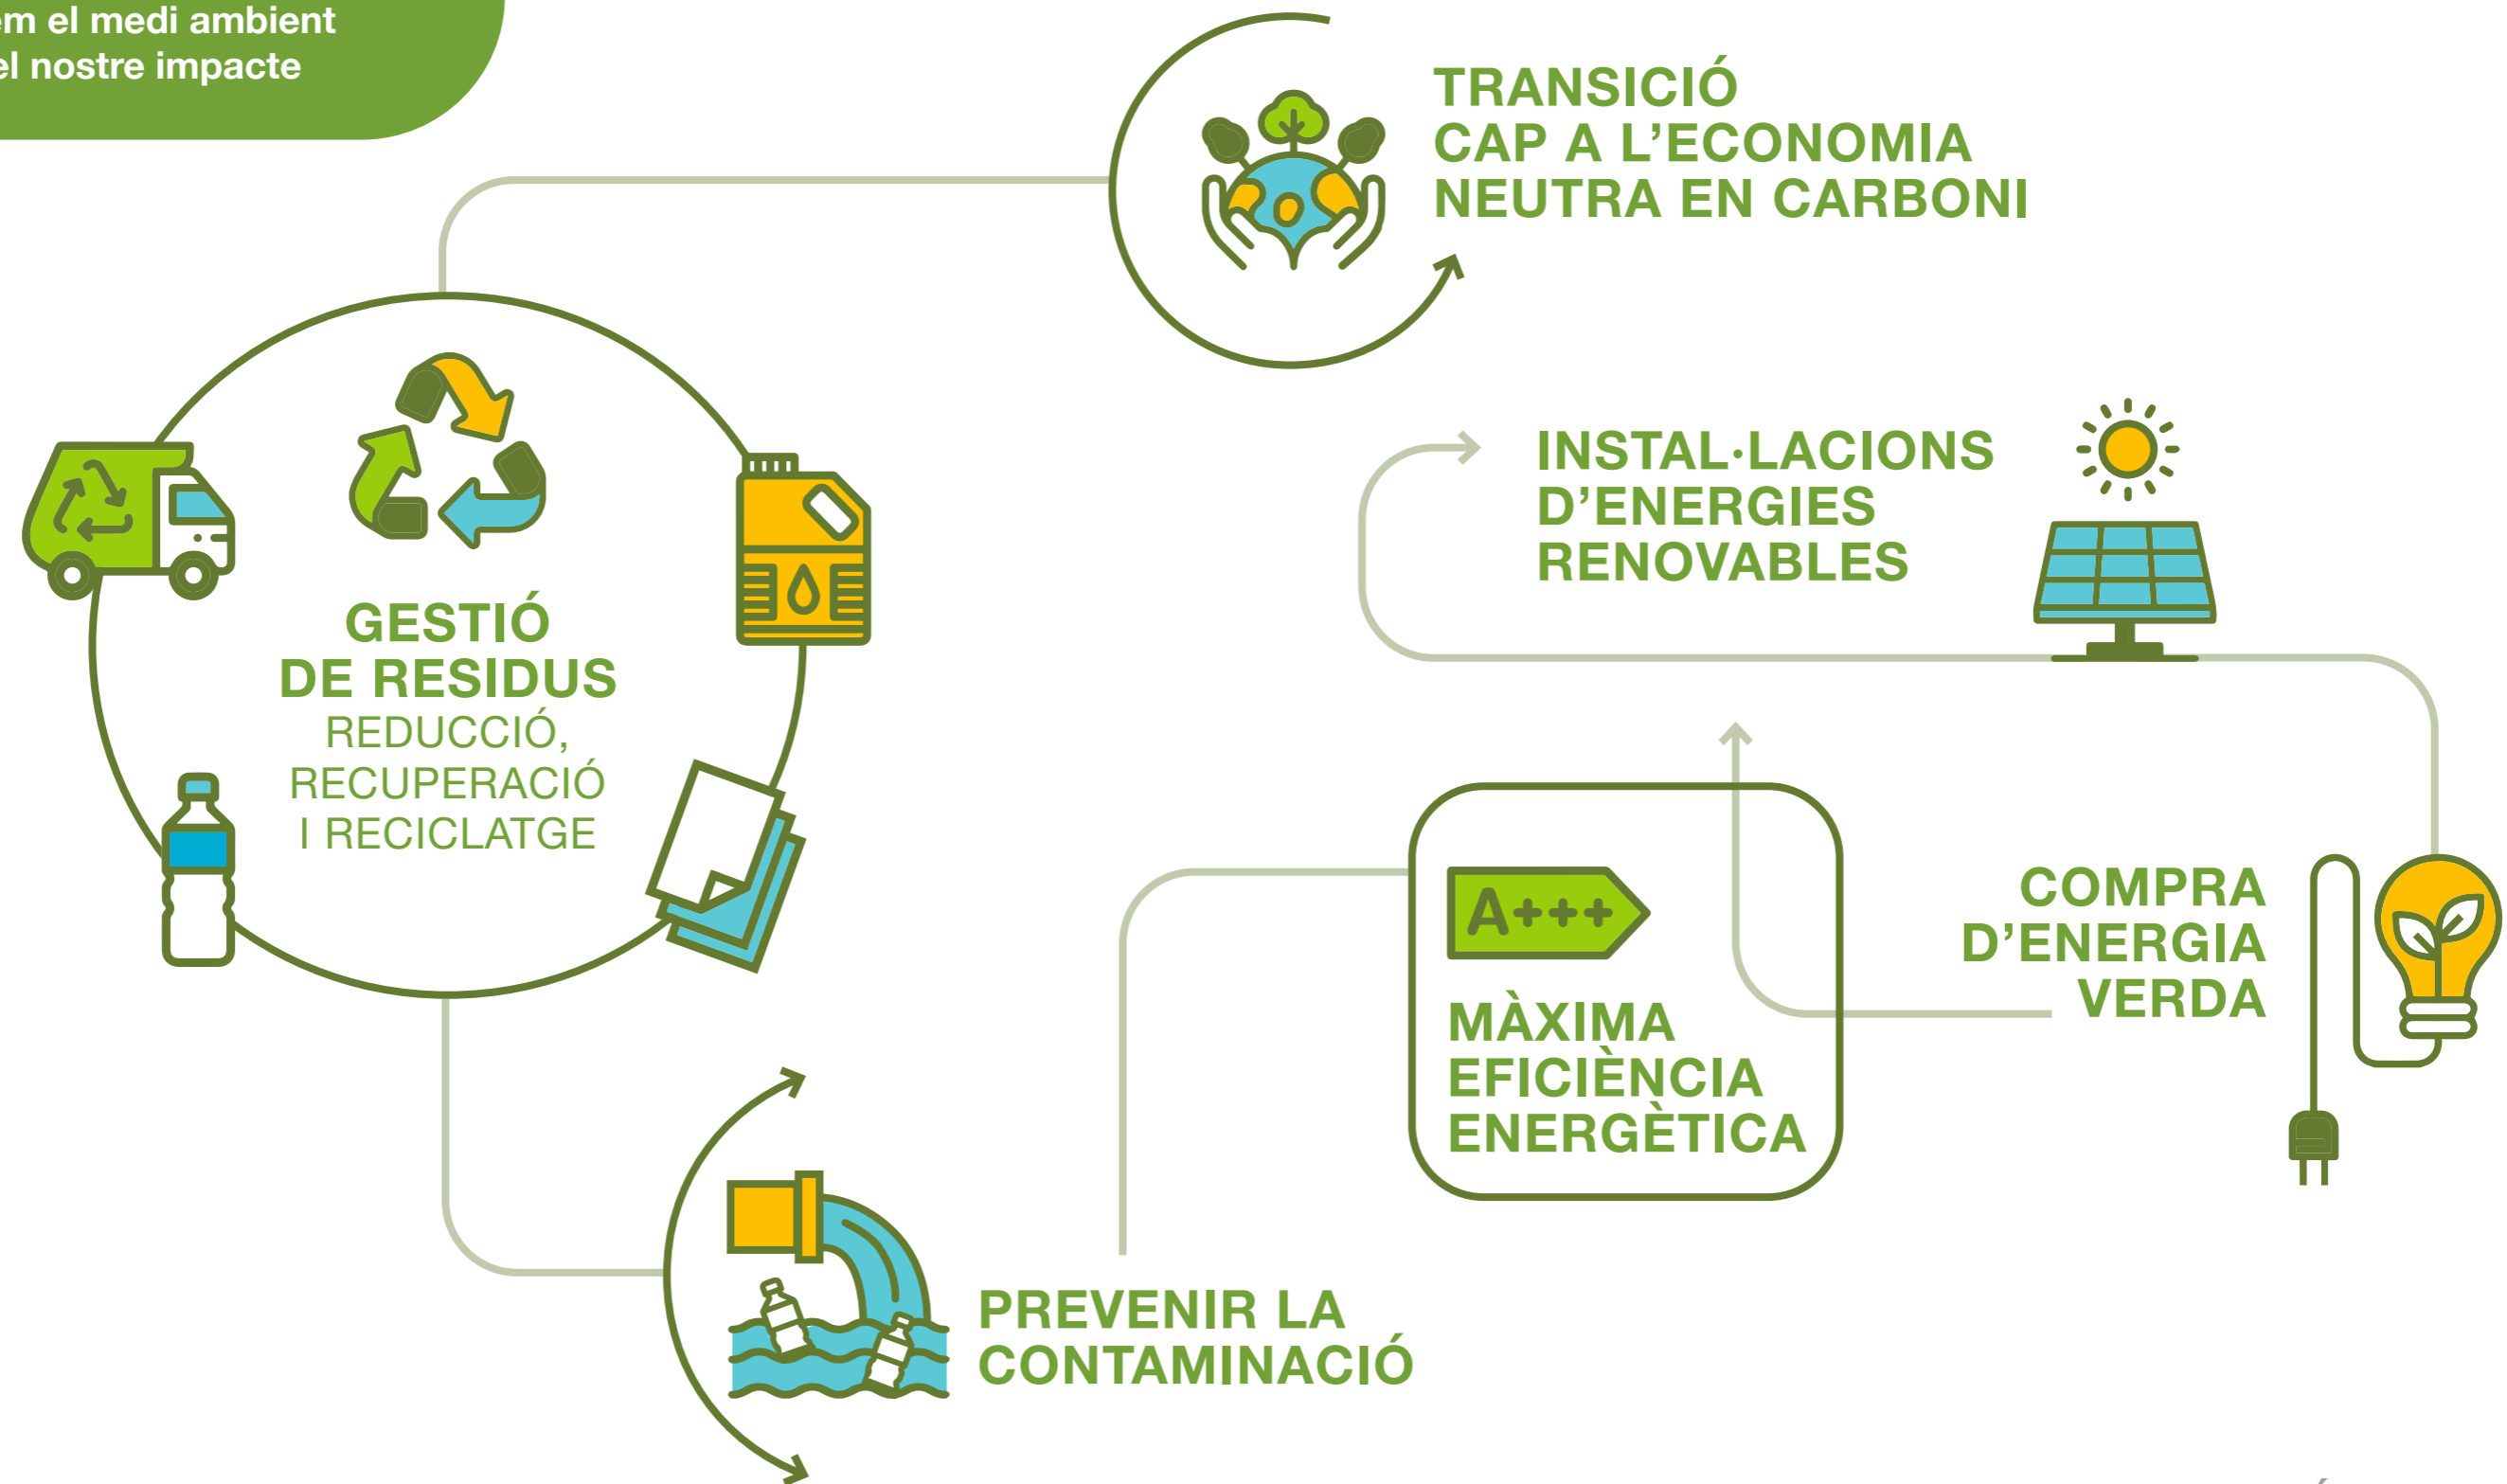 el medi ambient
el nostre impacte
TRANSICIÓ
CAP A L’ECONOMIA
NEUTRA EN CARBONI
INSTAL·LACIONS
D’ENERGIES
RENOVABLES
GESTIÓ
DE RESIDUS
REDUCCIÓ,
RECUPERACIÓ
I RECICLATGE
A+++
MÀXIMA
EFICIÈNCIA
ENERGÈTICA
COMPRA
D’ENERGIA
VERDA
PREVENIR LA
CONTAMINACIÓ